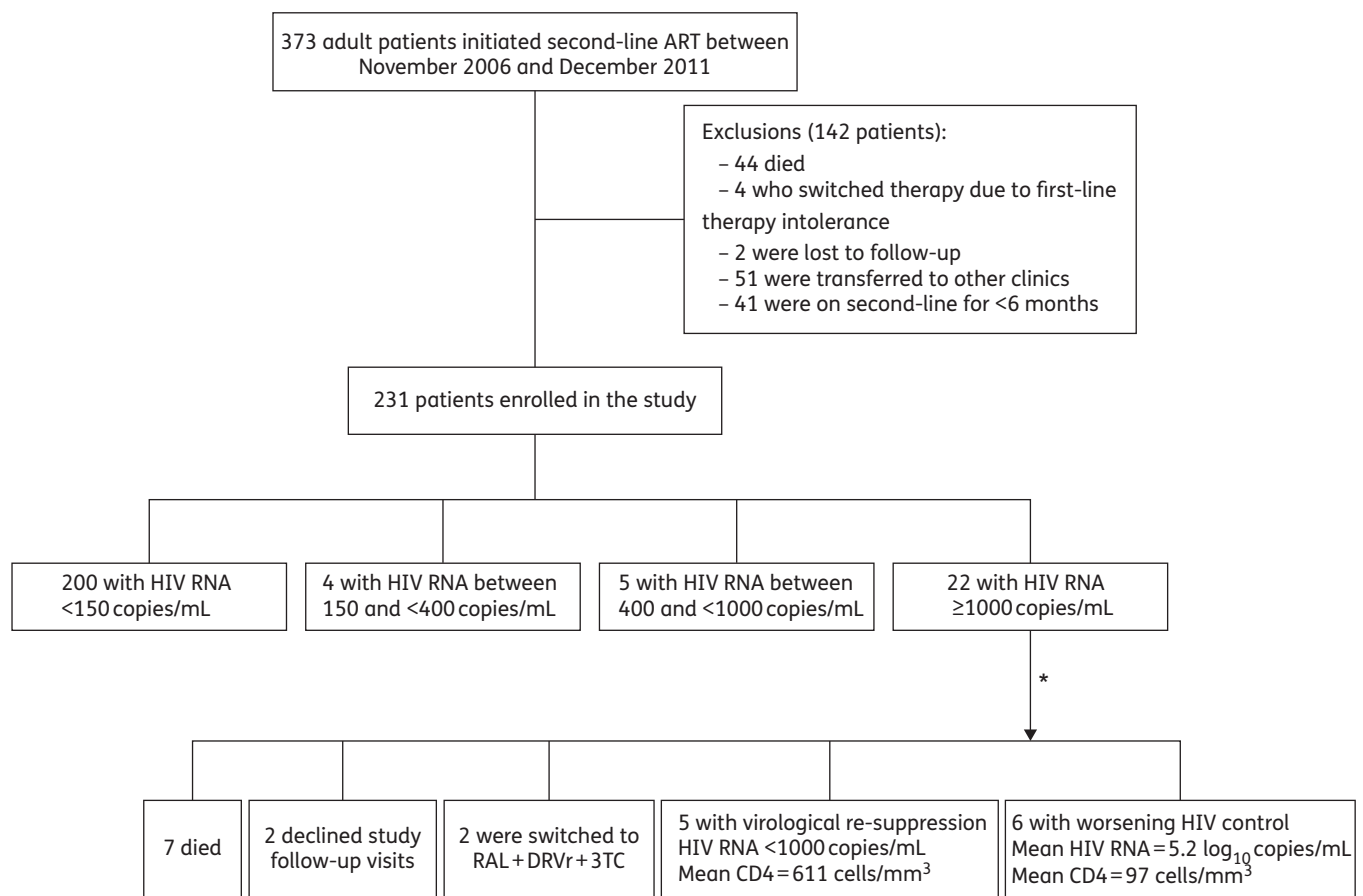 373 adult patients initiated second-line ART between
November 2006 and December 2011
Exclusions (142 patients):
– 44 died
– 4 who switched therapy due to first-line
therapy intolerance
– 2 were lost to follow-up
– 51 were transferred to other clinics
– 41 were on second-line for <6 months
231 patients enrolled in the study
200 with HIV RNA
<150 copies/mL
4 with HIV RNA between
150 and <400 copies/mL
5 with HIV RNA between
400 and <1000 copies/mL
22 with HIV RNA
≥1000 copies/mL
*
7 died
2 declined study
follow-up visits
2 were switched to
RAL+DRVr+3TC
5 with virological re-suppression
HIV RNA <1000 copies/mL
Mean CD4=611 cells/mm³
6 with worsening HIV control
Mean HIV RNA=5.2 log₁₀ copies/mL
Mean CD4=97 cells/mm³